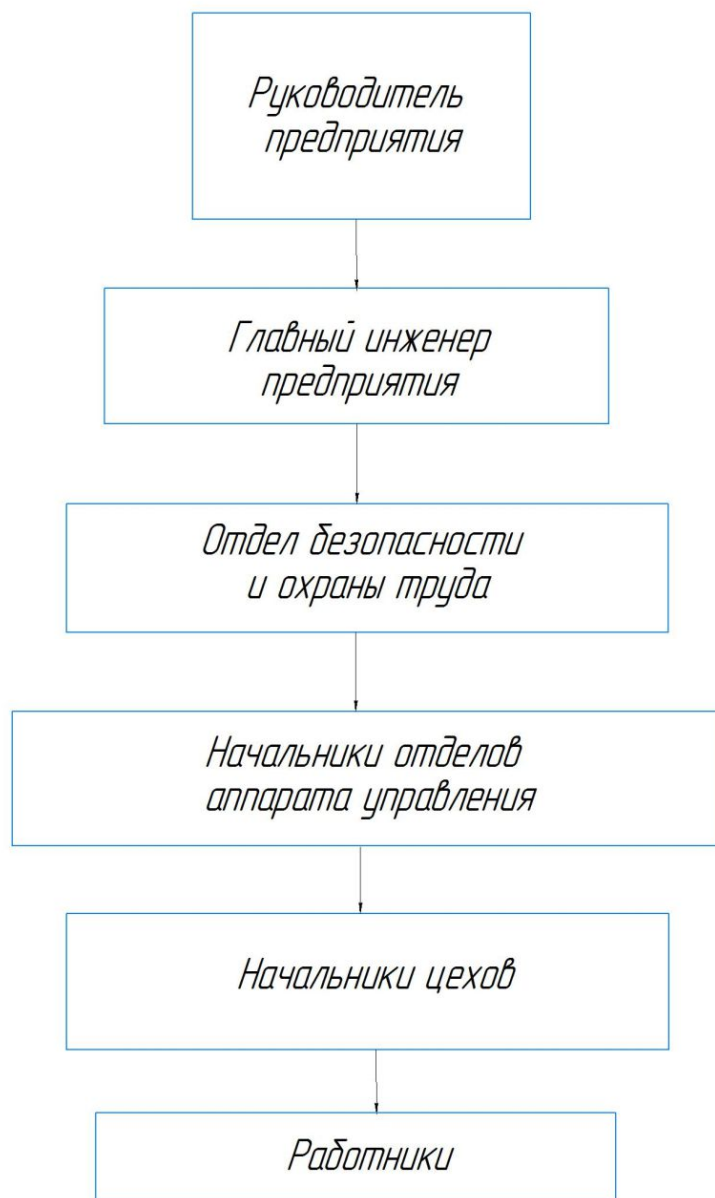 Руководитель
предприятия
Главный инженер
предприятия
Отдел безопасности
и охраны труда
Начальники отделов
аппарата управления
Начальники цехов
Работники